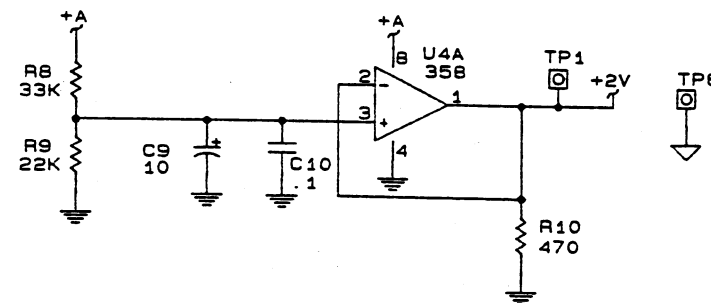 +A
R8
33K
R9
22K
C9
10
+
C10
.1
+A
8
U4A
358
2
-
3
+
1
4
TP1
+2V
R10
470